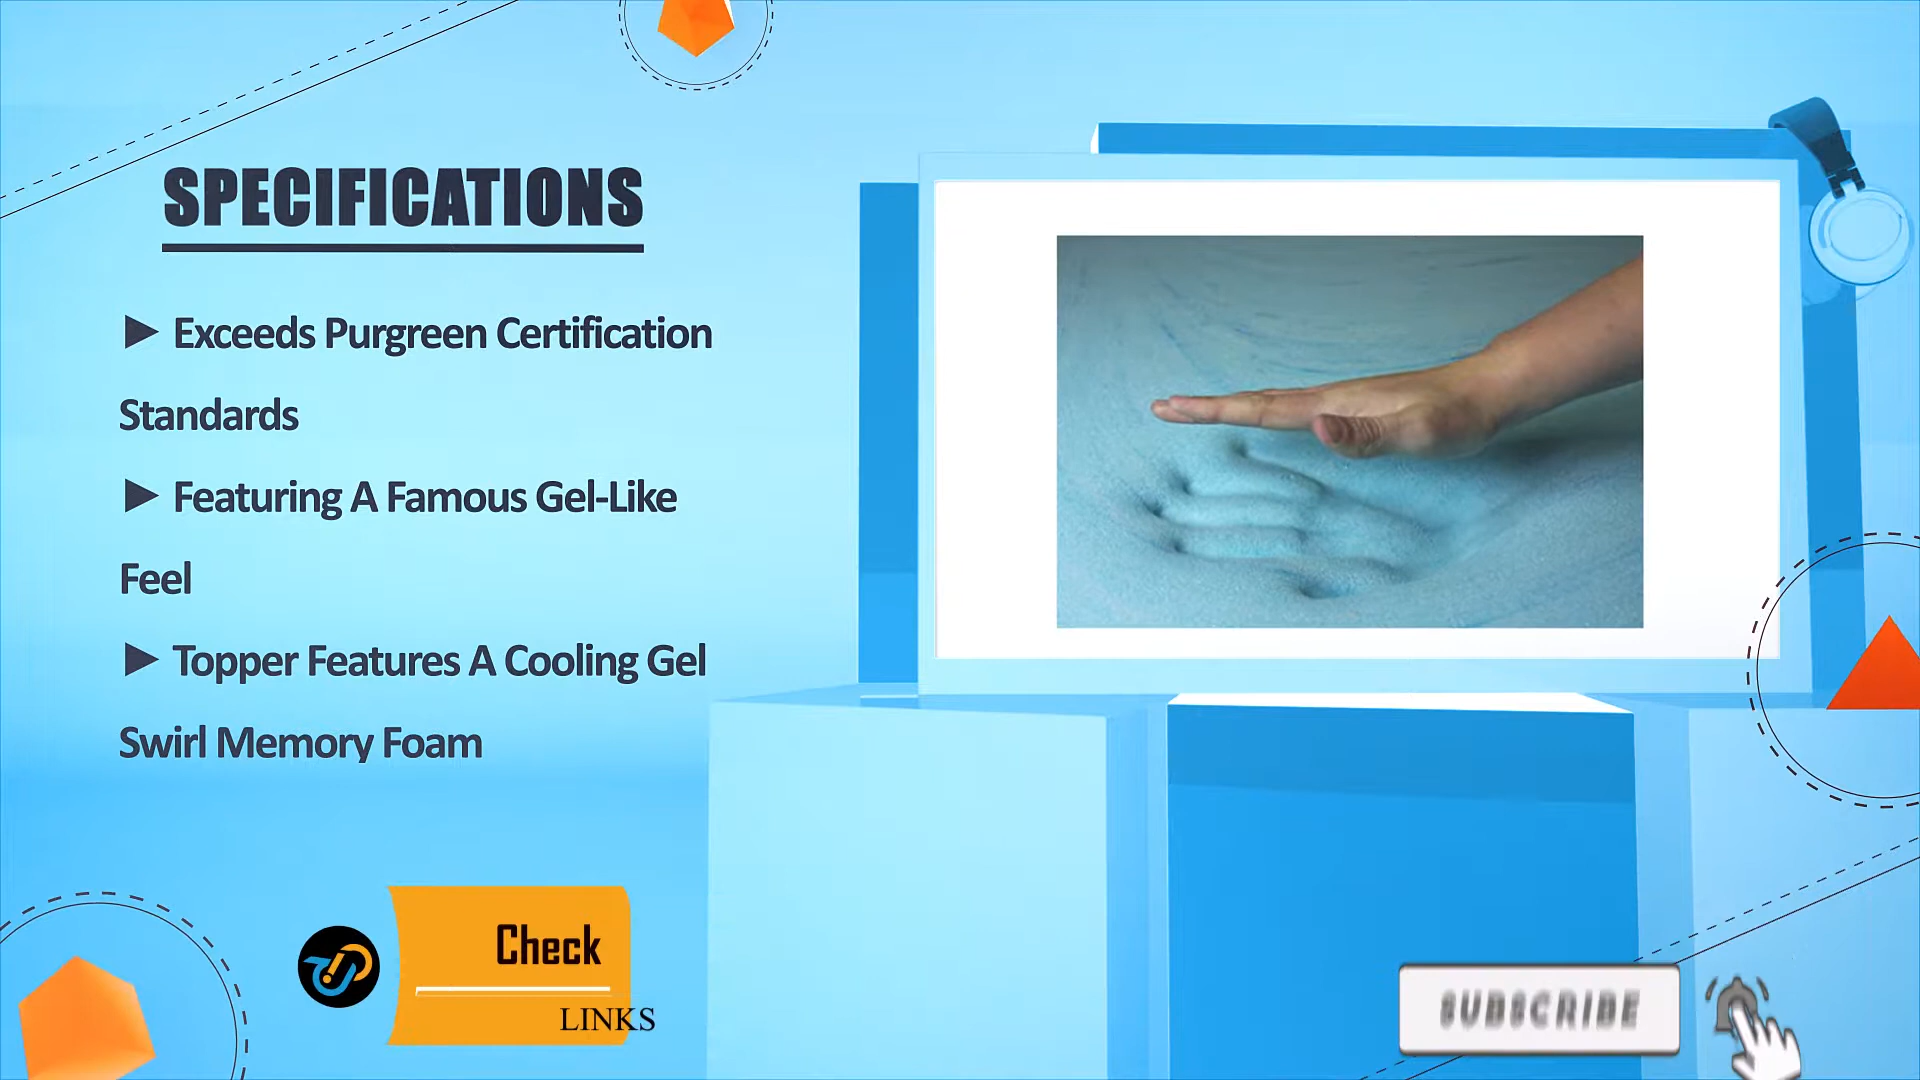 SPECIFICATIONS
► Exceeds Purgreen Certification
Standards
► Featuring A Famous Gel-Like
Feel
► Topper Features A Cooling Gel
Swirl Memory Foam
Check
LINKS
SUBSCRIBE